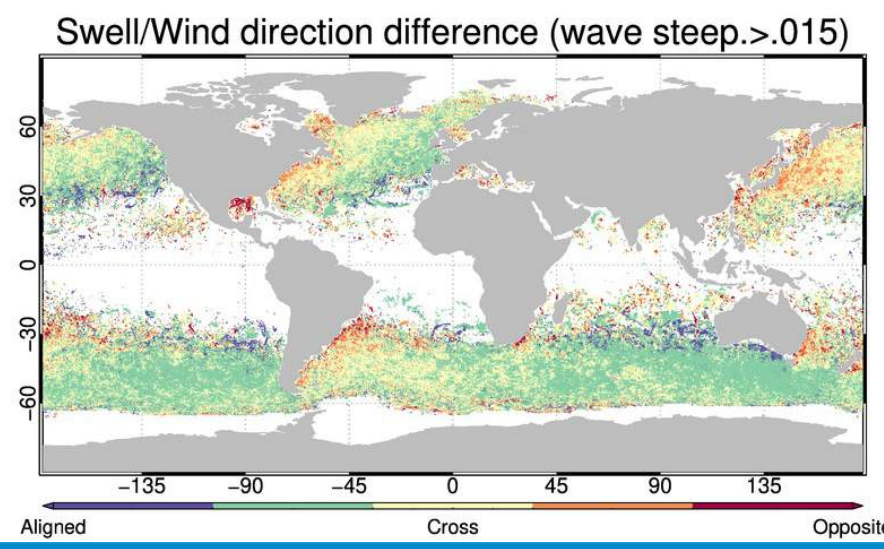 Swell/Wind direction difference (wave steep.>.015)
60
30
0
−30
−60
−135 −90 −45 0 45 90 135
Aligned Cross Opposite